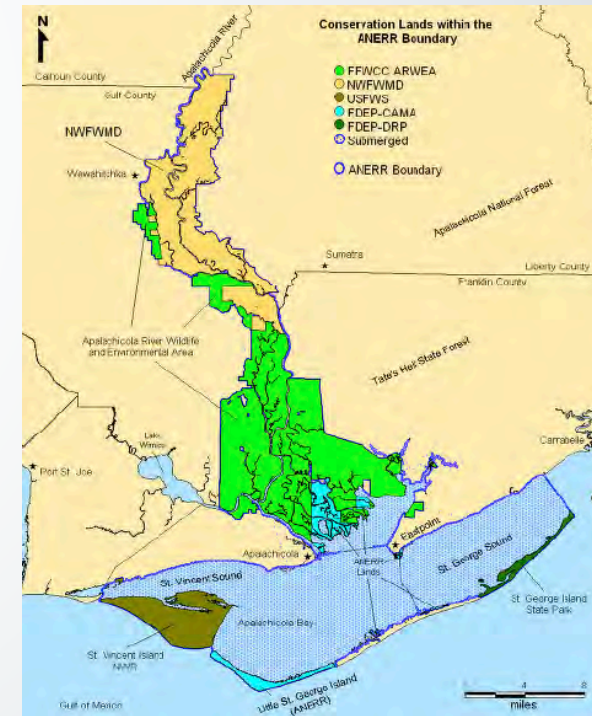 Conservation Lands within the
ANERR Boundary
FFWCC ARWEA
NWFWMD
USFWS
FDEP-CAMA
FDEP-DRP
Submerged
ANERR Boundary
N
Apalachicola River
Calhoun County
Gulf County
NWFWMD
Wewahitchka
Apalachicola National Forest
Sumatra
Liberty County
Franklin County
Apalachicola River Wildlife
and Environmental Area
Tate's Hell State Forest
Lake
Wimico
Carrabelle
Port St. Joe
Eastpoint
Apalachicola
ANERR
Lands
St. George Sound
St. Vincent Sound
St. George Island
State Park
Apalachicola Bay
St. Vincent Island
NWR
Little St. George Island
(ANERR)
Gulf of Mexico
0 4 8
miles